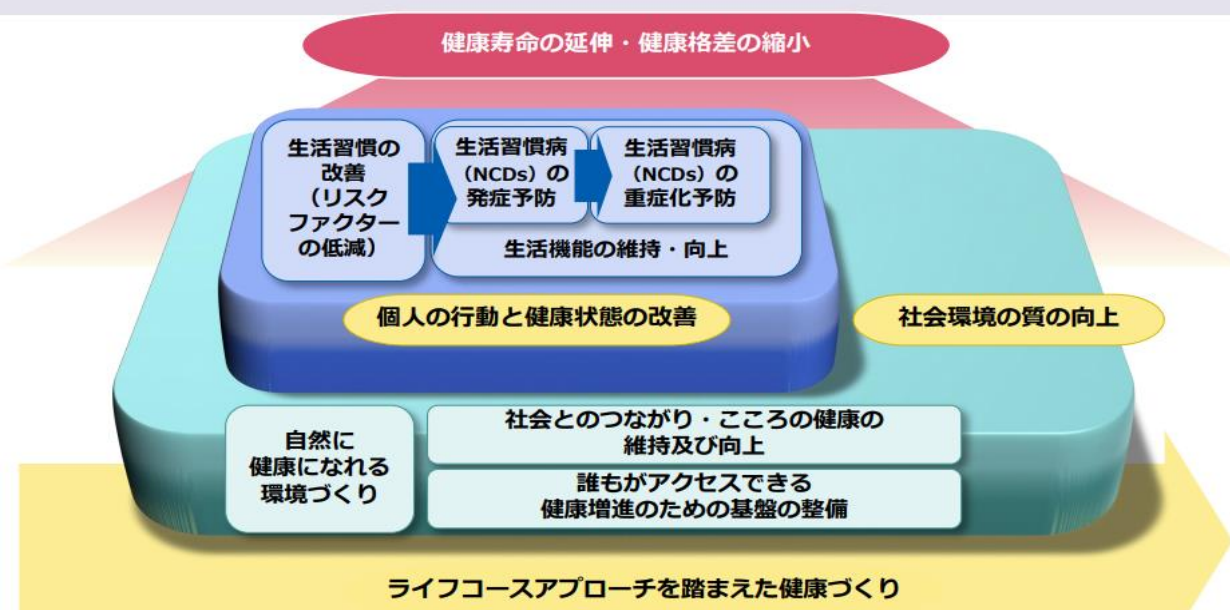 健康寿命の延伸・健康格差の縮小
生活習慣の
改善
（リスク
ファクター
の低減）
生活習慣病
（NCDs）の
発症予防
生活習慣病
（NCDs）の
重症化予防
生活機能の維持・向上
個人の行動と健康状態の改善
社会環境の質の向上
自然に
健康になれる
環境づくり
社会とのつながり・こころの健康の
維持及び向上
誰もがアクセスできる
健康増進のための基盤の整備
ライフコースアプローチを踏まえた健康づくり